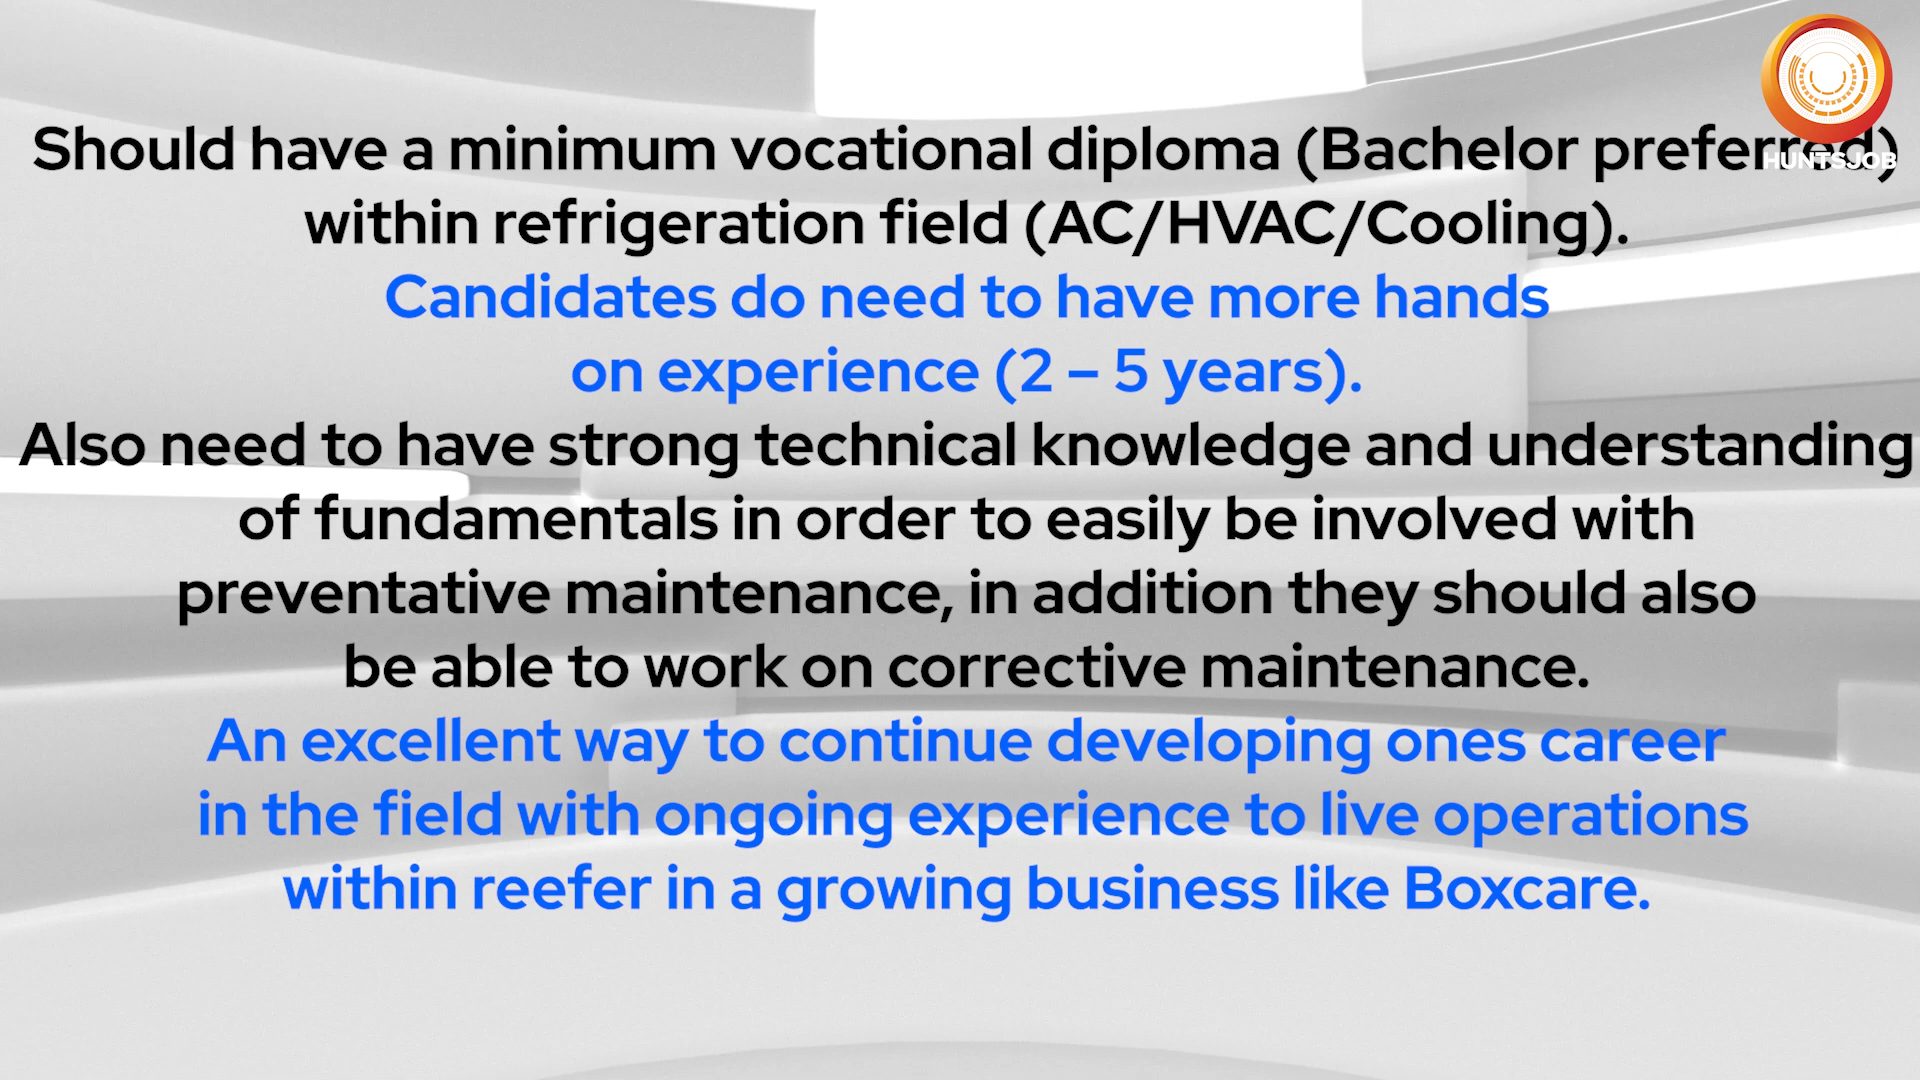 Should have a minimum vocational diploma (Bachelor preferred)
HUNTSJOB
within refrigeration field (AC/HVAC/Cooling).
Candidates do need to have more hands
on experience (2 – 5 years).
Also need to have strong technical knowledge and understanding
of fundamentals in order to easily be involved with
preventative maintenance, in addition they should also
be able to work on corrective maintenance.
An excellent way to continue developing ones career
in the field with ongoing experience to live operations
within reefer in a growing business like Boxcare.